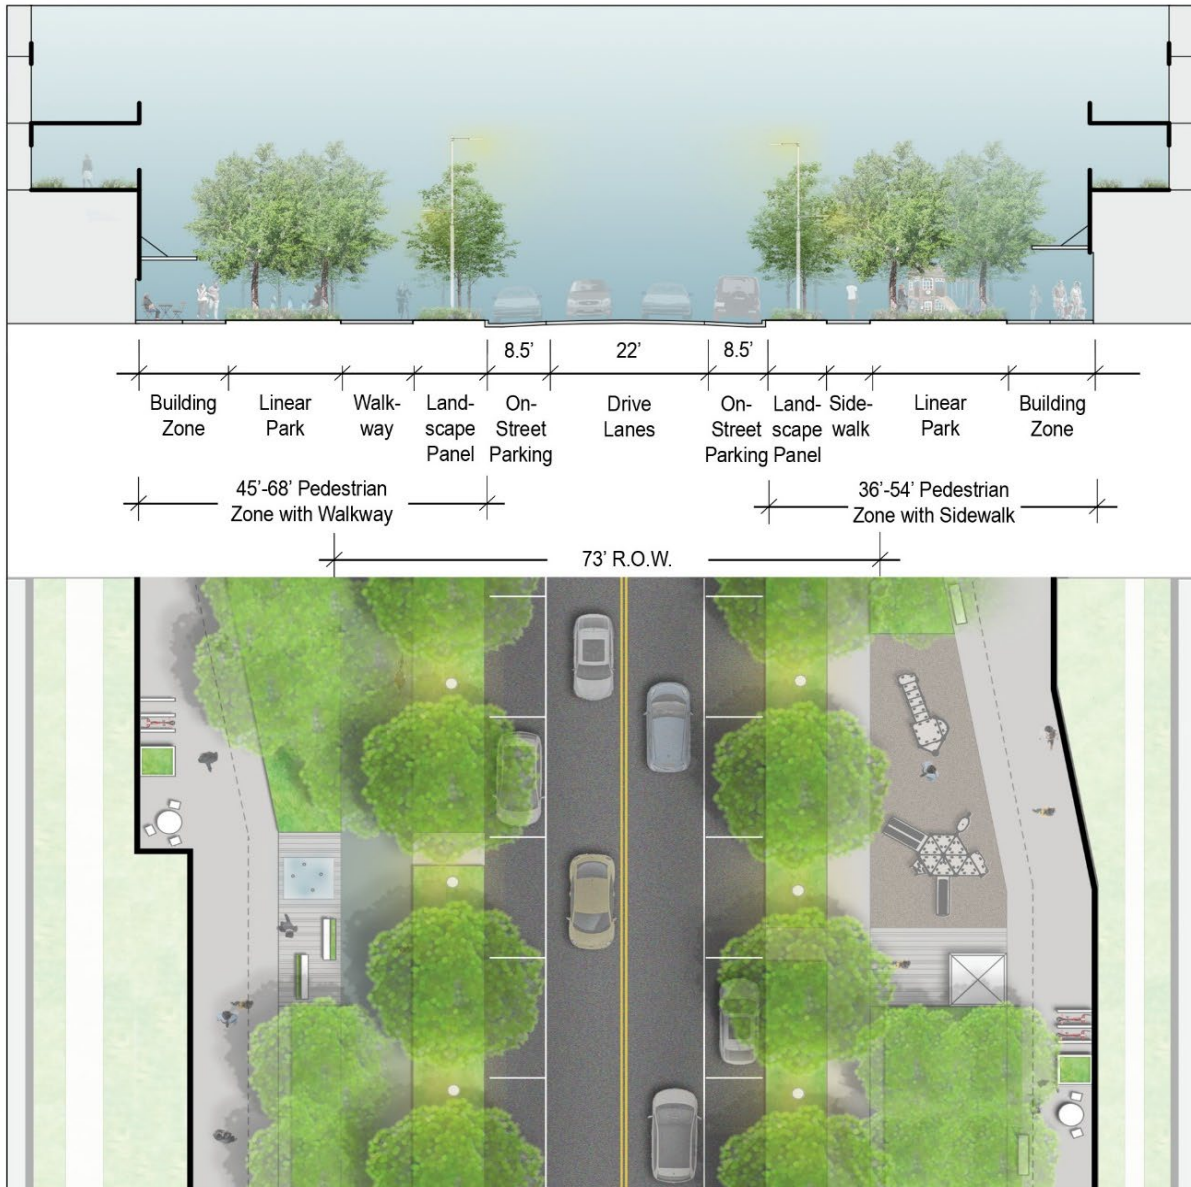 8.5’
22’
8.5’
Building
Zone
Linear
Park
Walk-
way
Land-
scape
Panel
On-
Street
Parking
Drive
Lanes
On-
Street
Parking
Land-
scape
Panel
Side-
walk
Linear
Park
Building
Zone
45’-68’ Pedestrian
Zone with Walkway
36’-54’ Pedestrian
Zone with Sidewalk
73’ R.O.W.